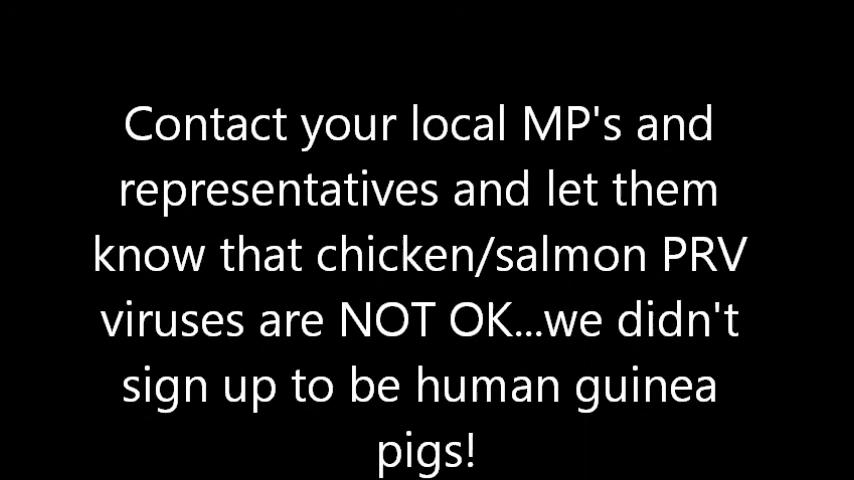 Contact your local MP's and
representatives and let them
know that chicken/salmon PRV
viruses are NOT OK...we didn't
sign up to be human guinea
pigs!